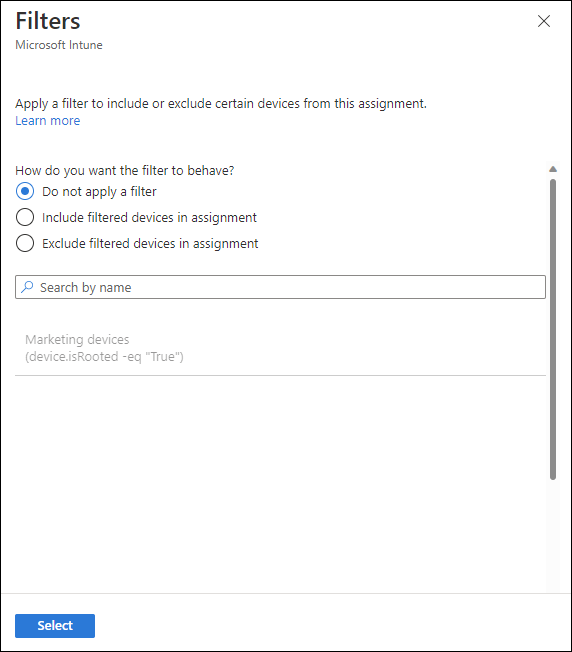 Filters
Microsoft Intune
Apply a filter to include or exclude certain devices from this assignment.
Learn more
How do you want the filter to behave?
Do not apply a filter
Include filtered devices in assignment
Exclude filtered devices in assignment
Search by name
Marketing devices
(device.isRooted -eq "True")
Select